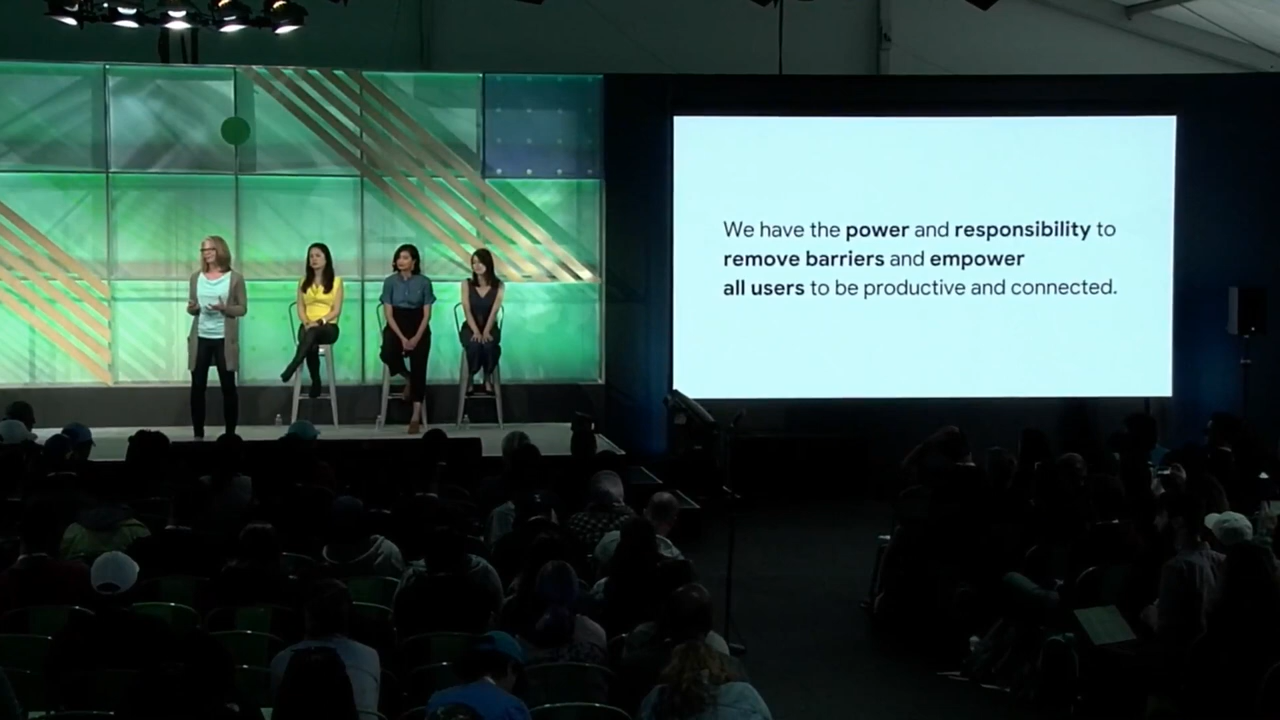 We have the power and responsibility to
remove barriers and empower
all users to be productive and connected.